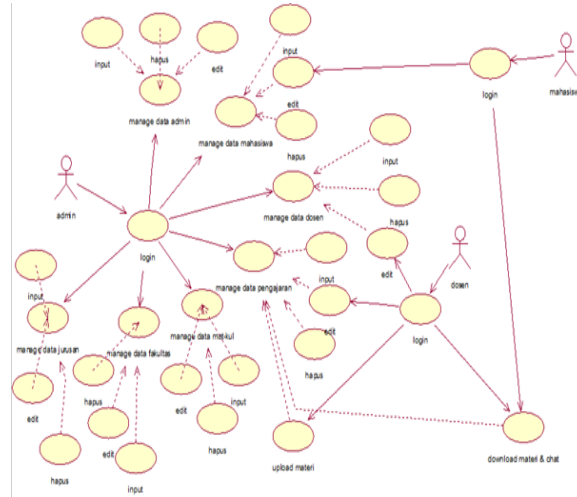 input
hapus
edit
manage data admin
input
edit
hapus
manage data mahasiswa
login
mahasiswa
input
hapus
edit
manage data dosen
admin
login
dosen
login
input
edit
hapus
manage data pengajaran
input
edit
hapus
manage data jurusan
hapus
edit
input
manage data fakultas
edit
hapus
input
manage data mat-kul
upload materi
download materi & chat